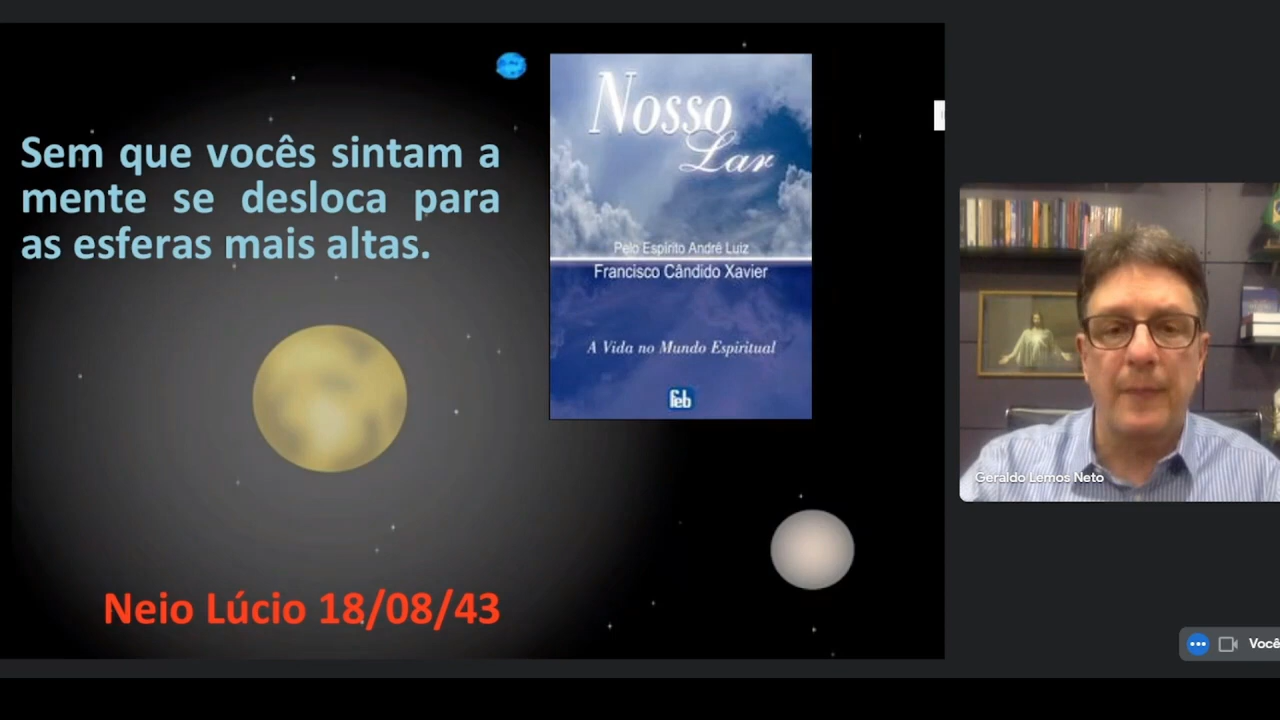 Sem que vocês sintam a
mente se desloca para
as esferas mais altas.
Neio Lúcio 18/08/43
Nosso
Lar
Pelo Espírito André Luiz
Francisco Cândido Xavier
A Vida no Mundo Espiritual
feb
Geraldo Lemos Neto
Você